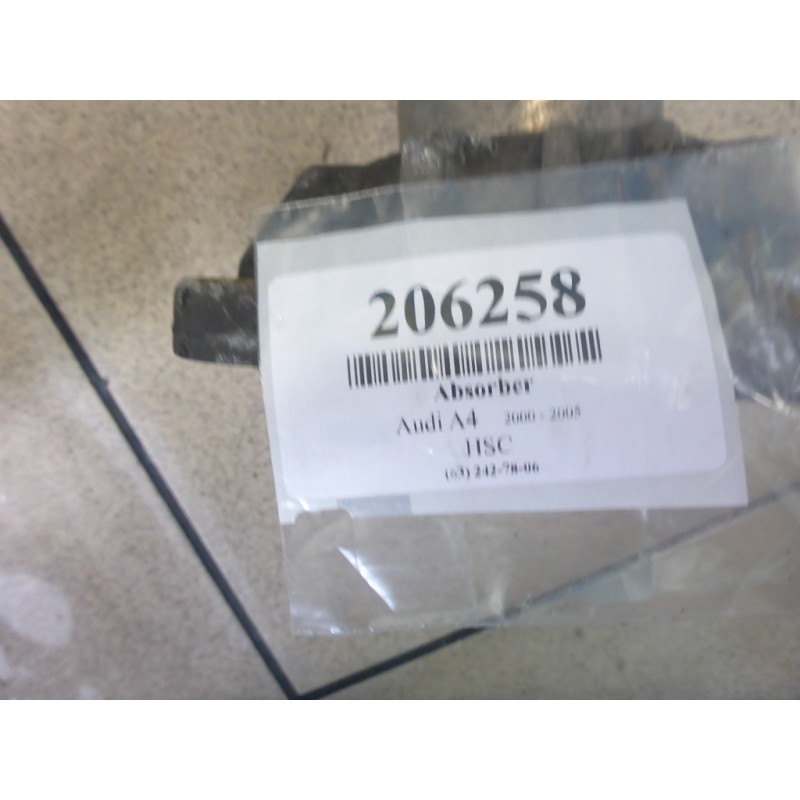 206258
Absorber
Audi A4 2000 - 2005
HSC
(63) 242-78-06